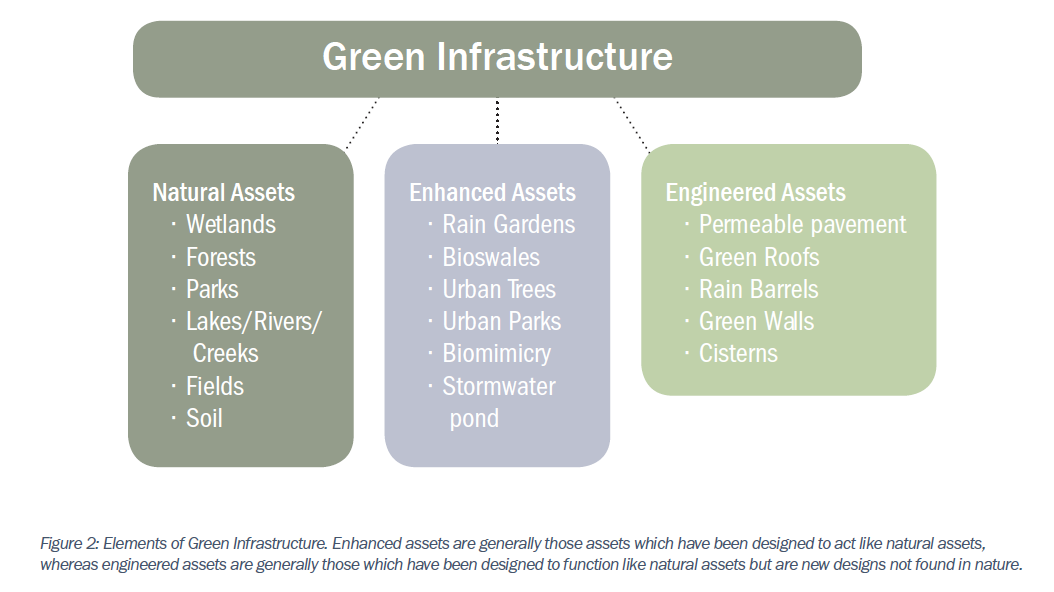 Green Infrastructure
Natural Assets
· Wetlands
· Forests
· Parks
· Lakes/Rivers/
Creeks
· Fields
· Soil
Enhanced Assets
· Rain Gardens
· Bioswales
· Urban Trees
· Urban Parks
· Biomimicry
· Stormwater
pond
Engineered Assets
· Permeable pavement
· Green Roofs
· Rain Barrels
· Green Walls
· Cisterns
Figure 2: Elements of Green Infrastructure. Enhanced assets are generally those assets which have been designed to act like natural assets,
whereas engineered assets are generally those which have been designed to function like natural assets but are new designs not found in nature.